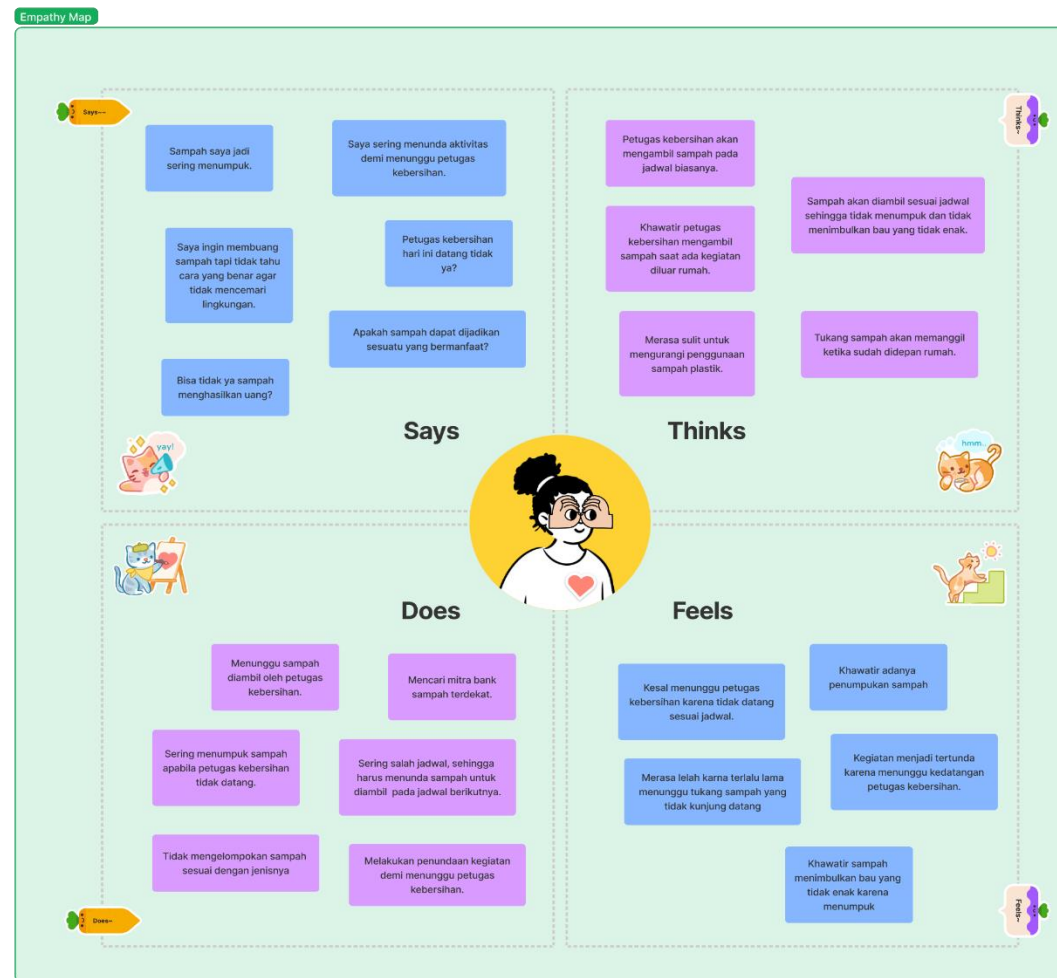 Empathy Map
Says~~
Sampah saya jadi
sering menumpuk.
Saya sering menunda aktivitas
demi menunggu petugas
kebersihan.
Saya ingin membuang
sampah tapi tidak tahu
cara yang benar agar
tidak mencemari
lingkungan.
Petugas kebersihan
hari ini datang tidak
ya?
Apakah sampah dapat dijadikan
sesuatu yang bermanfaat?
Bisa tidak ya sampah
menghasilkan uang?
yay!
Says
Thinks~
Petugas kebersihan akan
mengambil sampah pada
jadwal biasanya.
Sampah akan diambil sesuai jadwal
sehingga tidak menumpuk dan tidak
menimbulkan bau yang tidak enak.
Khawatir petugas
kebersihan mengambil
sampah saat ada kegiatan
diluar rumah.
Merasa sulit untuk
mengurangi penggunaan
sampah plastik.
Tukang sampah akan memanggil
ketika sudah didepan rumah.
Thinks
hmm..
Does
Menunggu sampah
diambil oleh petugas
kebersihan.
Mencari mitra bank
sampah terdekat.
Sering menumpuk sampah
apabila petugas kebersihan
tidak datang.
Sering salah jadwal, sehingga
harus menunda sampah untuk
diambil pada jadwal berikutnya.
Tidak mengelompokan sampah
sesuai dengan jenisnya
Melakukan penundaan kegiatan
demi menunggu petugas
kebersihan.
Does~
Feels
Kesal menunggu petugas
kebersihan karena tidak datang
sesuai jadwal.
Khawatir adanya
penumpukan sampah
Merasa lelah karna terlalu lama
menunggu tukang sampah yang
tidak kunjung datang
Kegiatan menjadi tertunda
karena menunggu kedatangan
petugas kebersihan.
Khawatir sampah
menimbulkan bau yang
tidak enak karena
menumpuk
Feels~